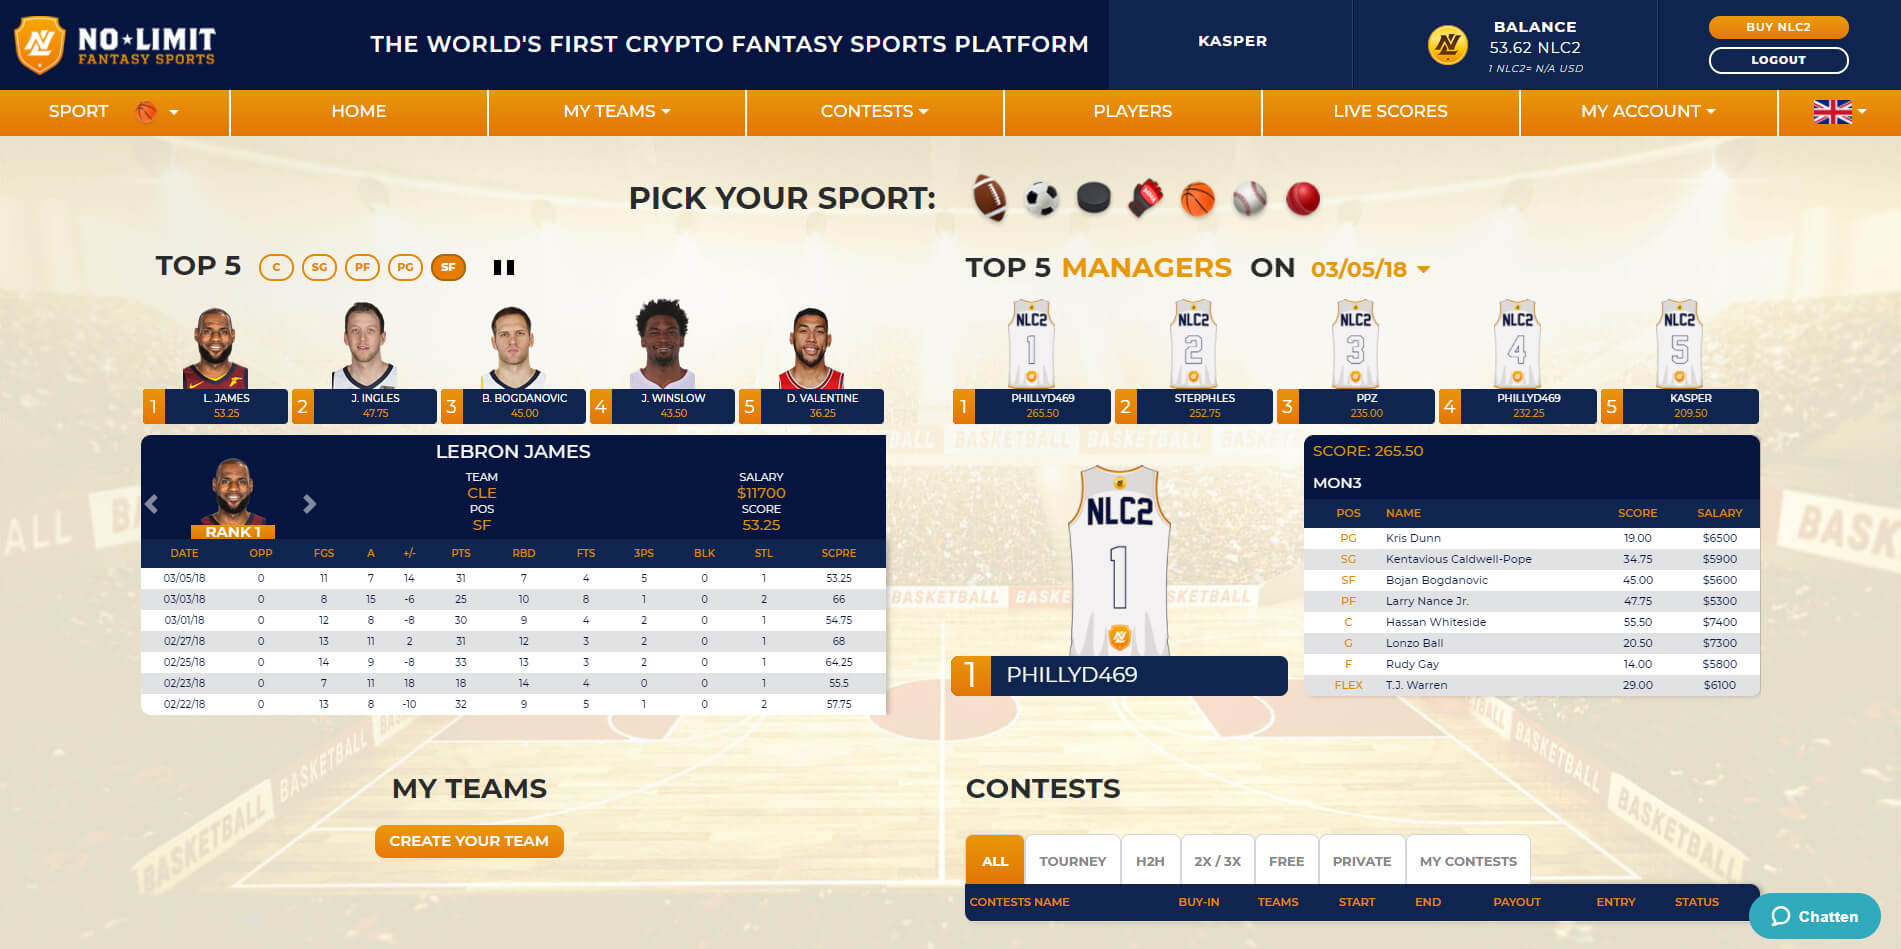 NO★LIMIT
FANTASY SPORTS
THE WORLD'S FIRST CRYPTO FANTASY SPORTS PLATFORM
KASPER
BALANCE
53.62 NLC2
1 NLC2= N/A USD
BUY NLC2
LOGOUT
SPORT HOME MY TEAMS CONTESTS PLAYERS LIVE SCORES MY ACCOUNT
PICK YOUR SPORT:
TOP 5 C SG PF PG SF
1 L. JAMES 53.25
2 J. INGLES 47.75
3 B. BOGDANOVIC 45.00
4 J. WINSLOW 43.50
5 D. VALENTINE 36.25
LEBRON JAMES
TEAM
CLE
POS
SF
SALARY
$11700
SCORE
53.25
RANK 1
DATE OPP FGS A +/- PTS RBD FTS 3PS BLK STL SCPRE
03/05/18 0 11 7 14 31 7 4 5 0 1 53.25
03/03/18 0 8 15 -6 25 10 8 1 0 2 66
03/01/18 0 12 8 -8 30 9 4 2 0 1 54.75
02/27/18 0 13 11 2 31 12 3 2 0 1 68
02/25/18 0 14 9 -8 33 13 3 2 0 1 64.25
02/23/18 0 7 11 18 18 14 4 0 0 1 55.5
02/22/18 0 13 8 -10 32 9 5 1 0 2 57.75
TOP 5 MANAGERS ON 03/05/18
NLC2 1
NLC2 2
NLC2 3
NLC2 4
NLC2 5
1 PHILLYD469 265.50
2 STERPHLES 252.75
3 PPZ 235.00
4 PHILLYD469 232.25
5 KASPER 209.50
NLC2
1
1 PHILLYD469
SCORE: 265.50
MON3
POS NAME SCORE SALARY
PG Kris Dunn 19.00 $6500
SG Kentavious Caldwell-Pope 34.75 $5900
SF Bojan Bogdanovic 45.00 $5600
PF Larry Nance Jr. 47.75 $5300
C Hassan Whiteside 55.50 $7400
G Lonzo Ball 20.50 $7300
F Rudy Gay 14.00 $5800
FLEX T.J. Warren 29.00 $6100
BASKETBALL BASKETBALL BASKETBALL
ALL
BASK
BASKETBALL
BASKETBALL
BASKETBALL
BASKETBALL
BASKETBALL
MY TEAMS
CREATE YOUR TEAM
CONTESTS
ALL TOURNEY H2H 2X / 3X FREE PRIVATE MY CONTESTS
CONTESTS NAME BUY-IN TEAMS START END PAYOUT ENTRY STATUS
Chatten